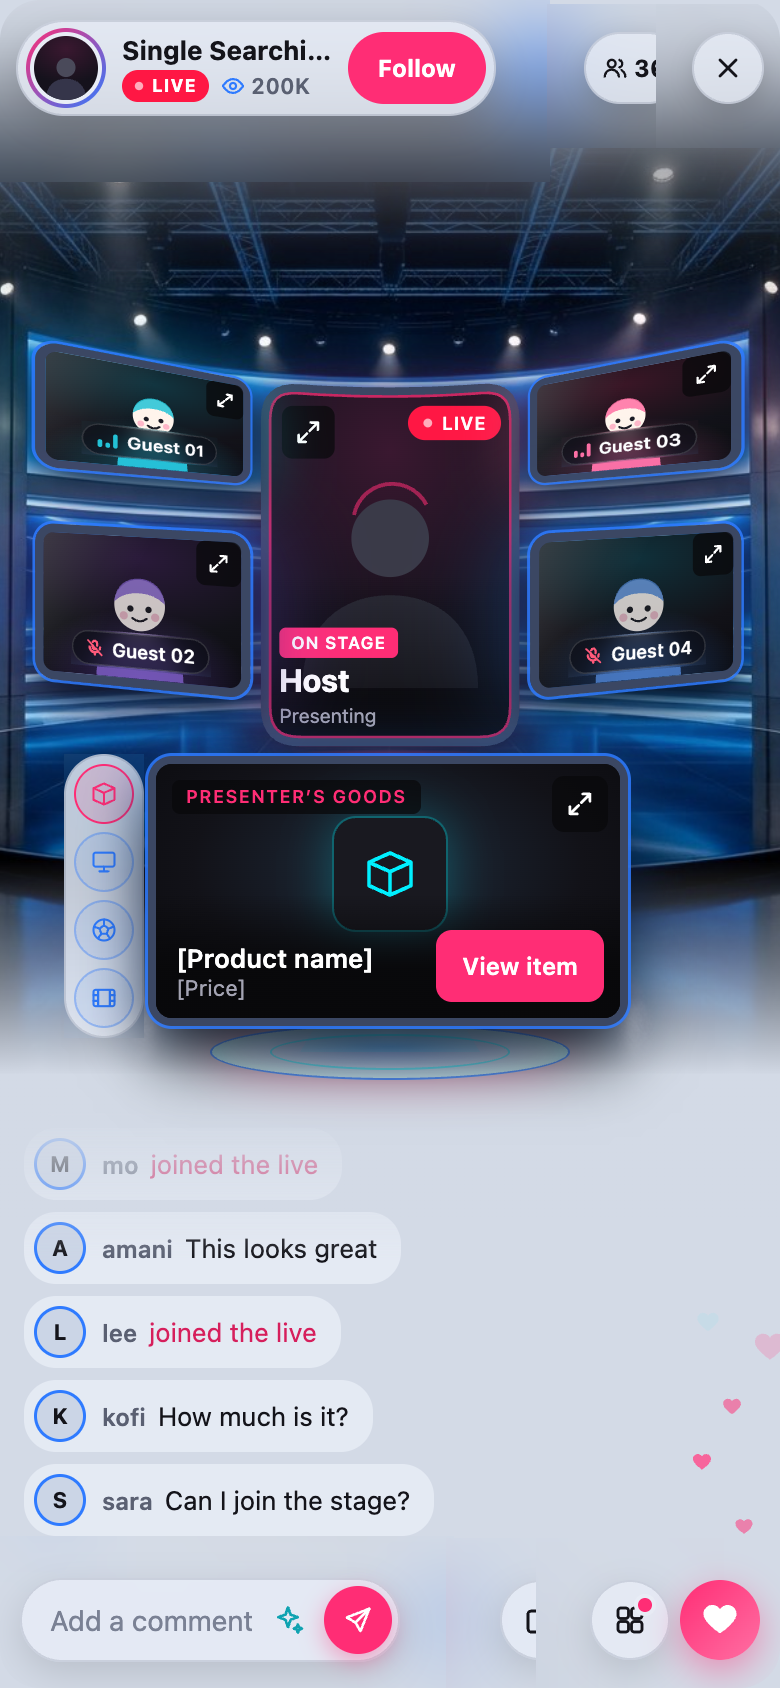 Single Searchi...
LIVE
200K
Follow
Guest 01
LIVE
Guest 03
Guest 02
Guest 04
ON STAGE
Host
Presenting
PRESENTER'S GOODS
[Product name]
[Price]
View item
M mo joined the live
A amani This looks great
L lee joined the live
K kofi How much is it?
S sara Can I join the stage?
Add a comment